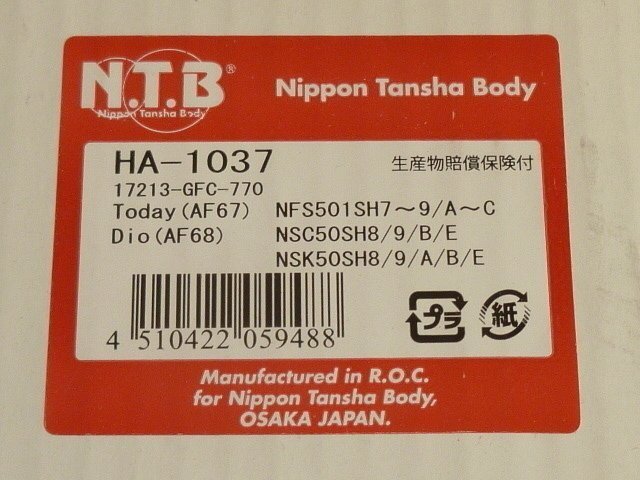 N.T.B®
Nippon Tansha Body
Nippon Tansha Body
HA-1037
生産物賠償保険付
17213-GFC-770
Today(AF67) NFS501SH7～9/A～C
Dio(AF68) NSC50SH8/9/B/E
NSK50SH8/9/A/B/E
4 510422 059488
プラ
紙
Manufactured in R.O.C.
for Nippon Tansha Body,
OSAKA JAPAN.